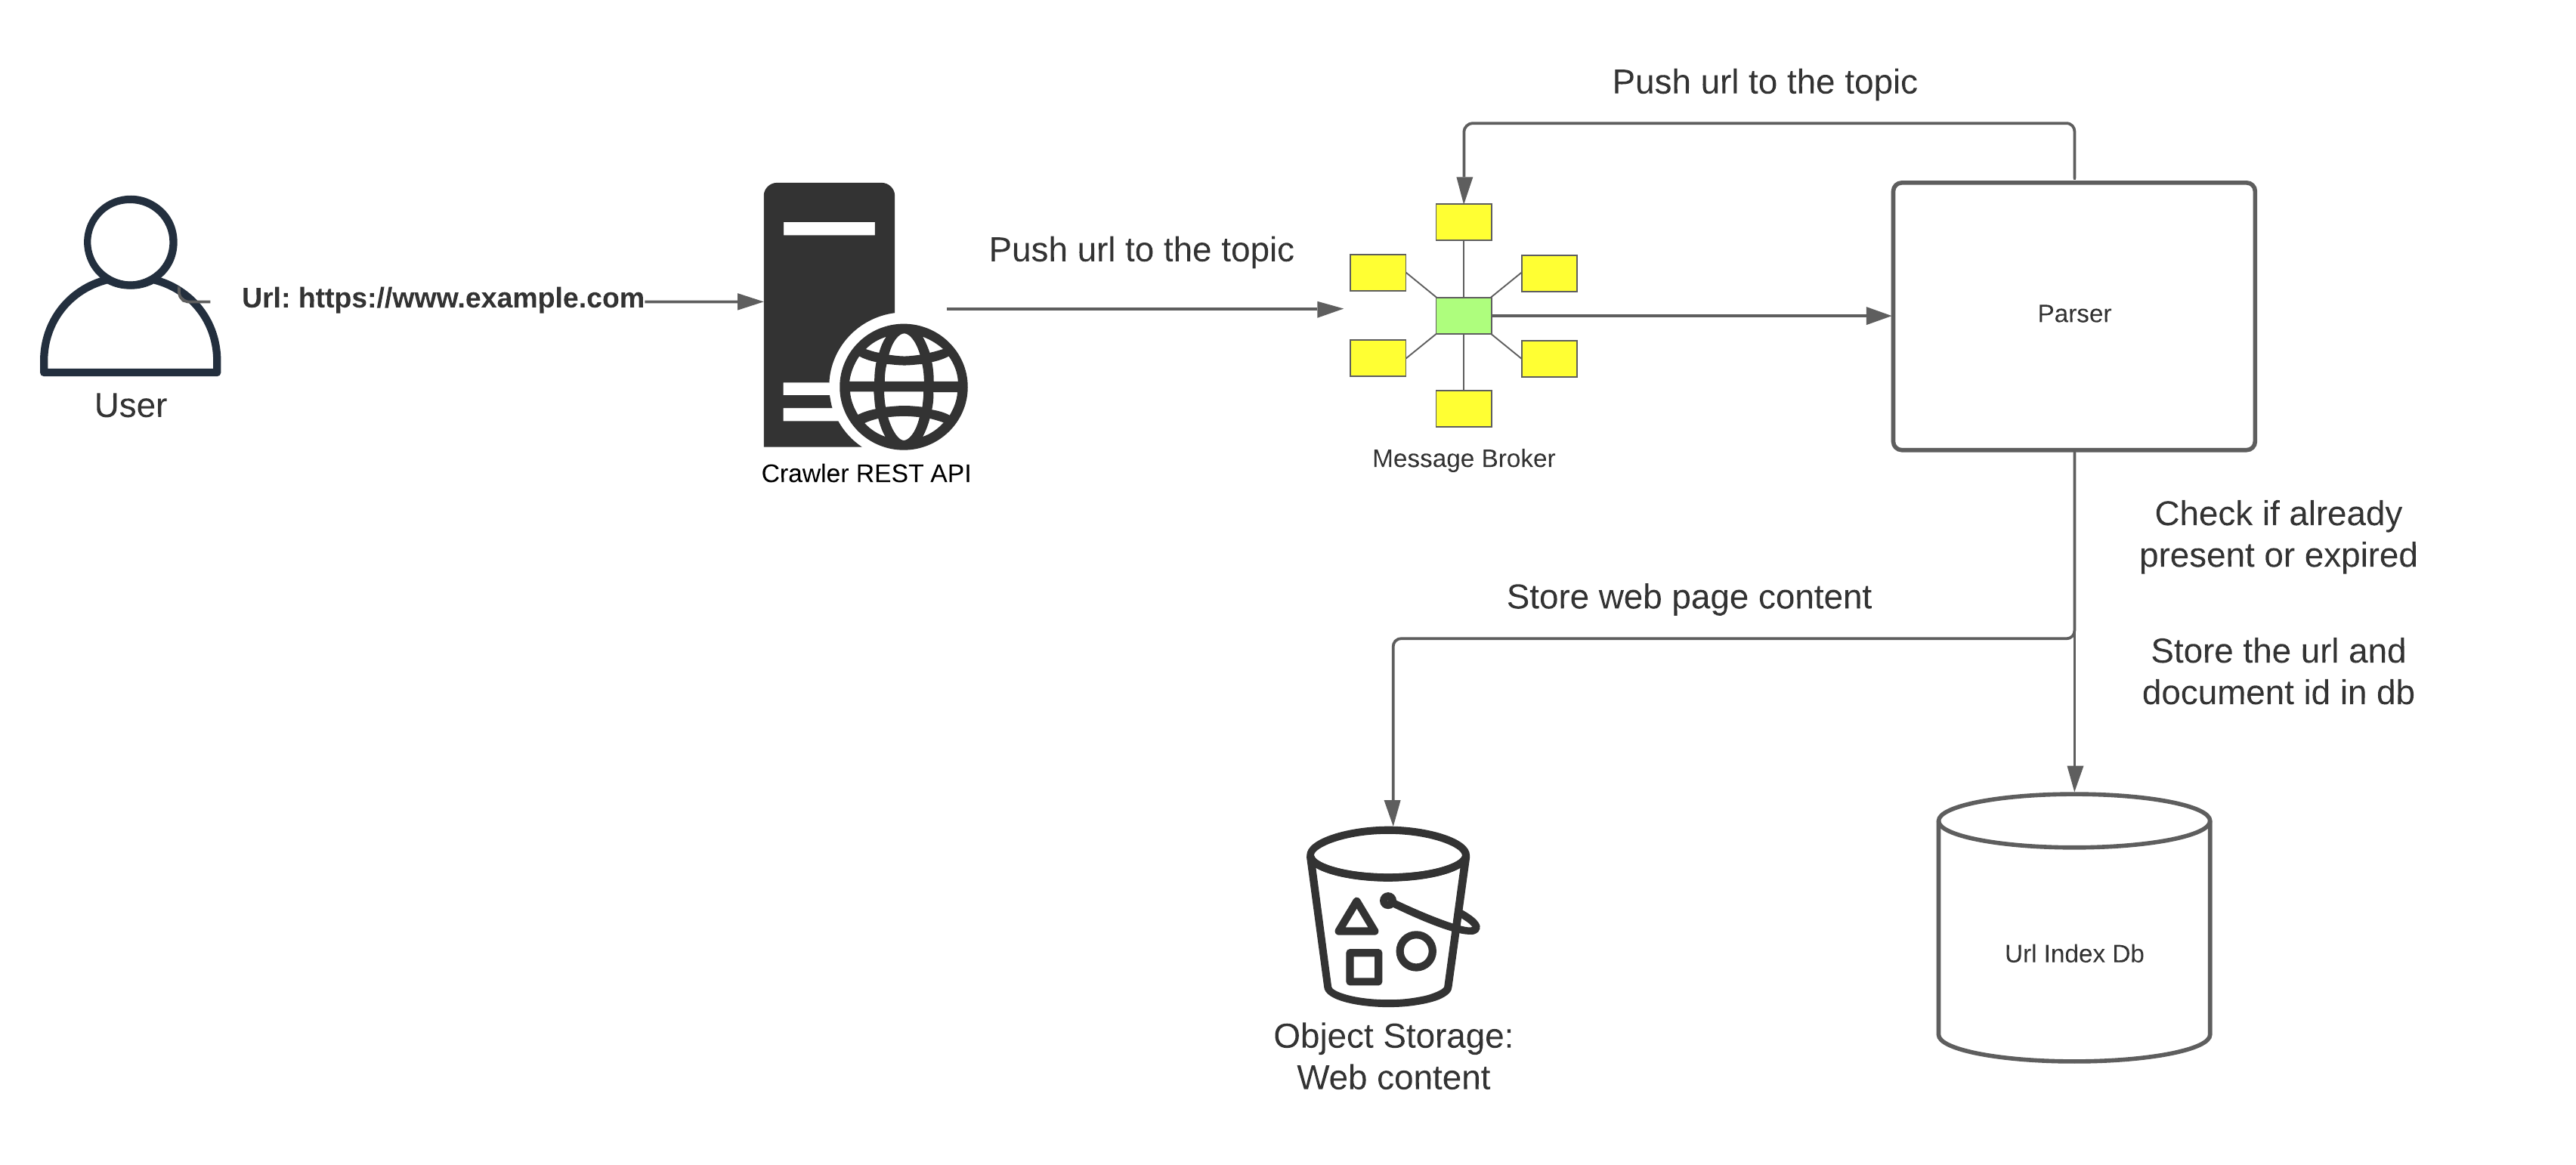 Push url to the topic
Url: https://www.example.com
Push url to the topic
Parser
User
Crawler REST API
Message Broker
Check if already
present or expired
Store web page content
Store the url and
document id in db
Url Index Db
Object Storage:
Web content